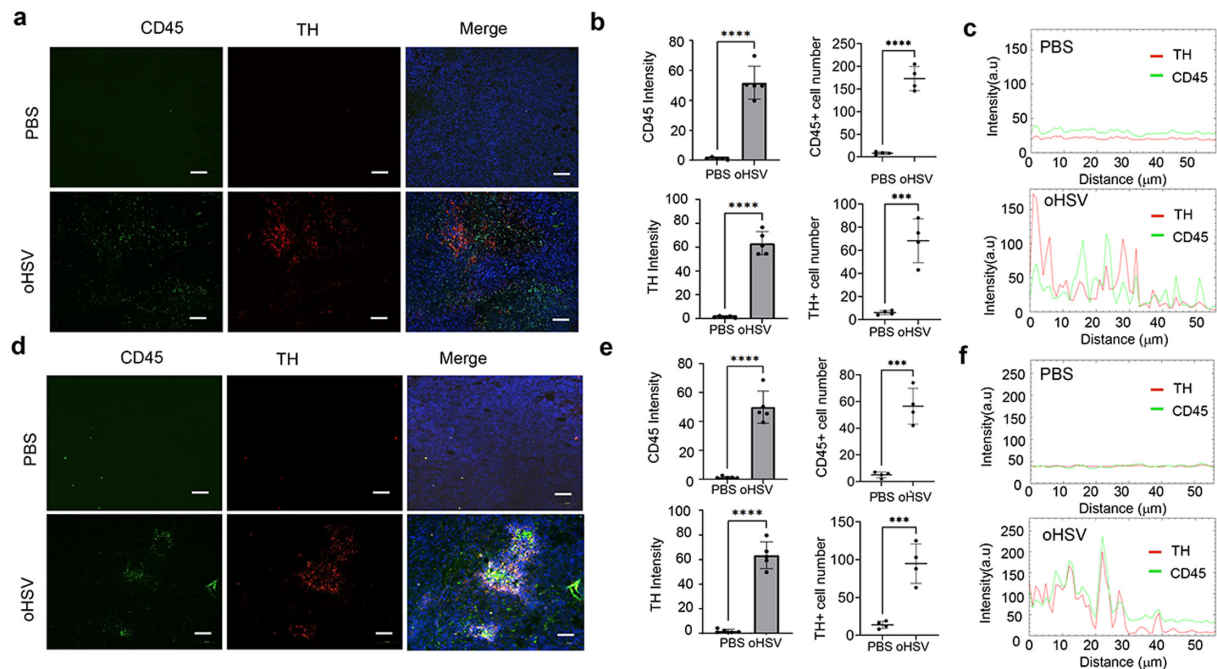 a
CD45 TH Merge
PBS
oHSV
b
****
CD45 Intensity
80
60
40
20
0
PBS oHSV
****
CD45+ cell number
250
200
150
100
50
0
PBS oHSV
****
TH Intensity
100
80
60
40
20
0
PBS oHSV
***
TH+ cell number
100
80
60
40
20
0
PBS oHSV
c
PBS
TH
CD45
Intensity(a.u)
150
100
50
0
0 10 20 30 40 50
Distance (μm)
oHSV
TH
CD45
Intensity(a.u)
150
100
50
0
0 10 20 30 40 50
Distance (μm)
d
CD45 TH Merge
PBS
oHSV
e
****
CD45 Intensity
80
60
40
20
0
PBS oHSV
***
CD45+ cell number
80
60
40
20
0
PBS oHSV
****
TH Intensity
100
80
60
40
20
0
PBS oHSV
***
TH+ cell number
150
100
50
0
PBS oHSV
f
PBS
TH
CD45
Intensity(a.u)
250
200
150
100
50
0
0 10 20 30 40 50
Distance (μm)
oHSV
TH
CD45
Intensity(a.u)
250
200
150
100
50
0
0 10 20 30 40 50
Distance (μm)